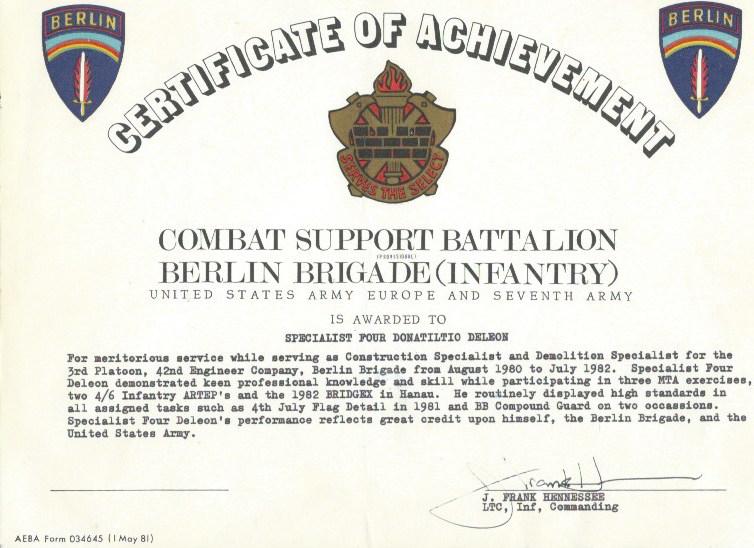 BERLIN
BERLIN
CERTIFICATE OF ACHIEVEMENT
SERVES THE SELECT
COMBAT SUPPORT BATTALION
(PROVISIONAL)
BERLIN BRIGADE (INFANTRY)
UNITED STATES ARMY EUROPE AND SEVENTH ARMY
IS AWARDED TO
SPECIALIST FOUR DONATILTIO DELEON
For meritorious service while serving as Construction Specialist and Demolition Specialist for the
3rd Platoon, 42nd Engineer Company, Berlin Brigade from August 1980 to July 1982. Specialist Four
Deleon demonstrated keen professional knowledge and skill while participating in three MTA exercises,
two 4/6 Infantry ARTEP's and the 1982 BRIDGEX in Hanau. He routinely displayed high standards in
all assigned tasks such as 4th July Flag Detail in 1981 and BB Compound Guard on two occassions.
Specialist Four Deleon's performance reflects great credit upon himself, the Berlin Brigade, and the
United States Army.
J. Frank H
J. FRANK HENNESSEE
LTC, Inf, Commanding
AEBA Form 034645 (1 May 81)